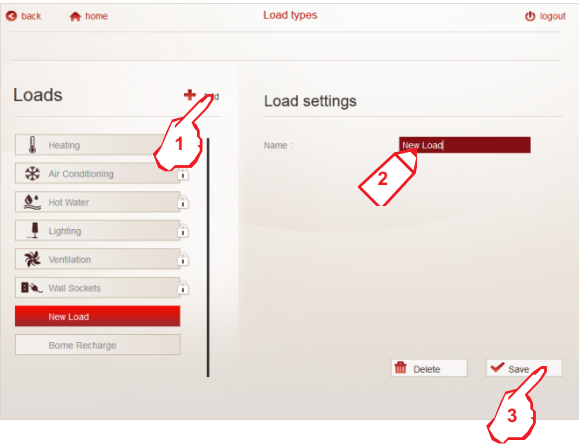 back home Load types logout
Loads Add Load settings
1
Heating Name : New Load
2
Air Conditioning
Hot Water
Lighting
Ventilation
Wall Sockets
New Load
Borne Recharge
Delete Save
3